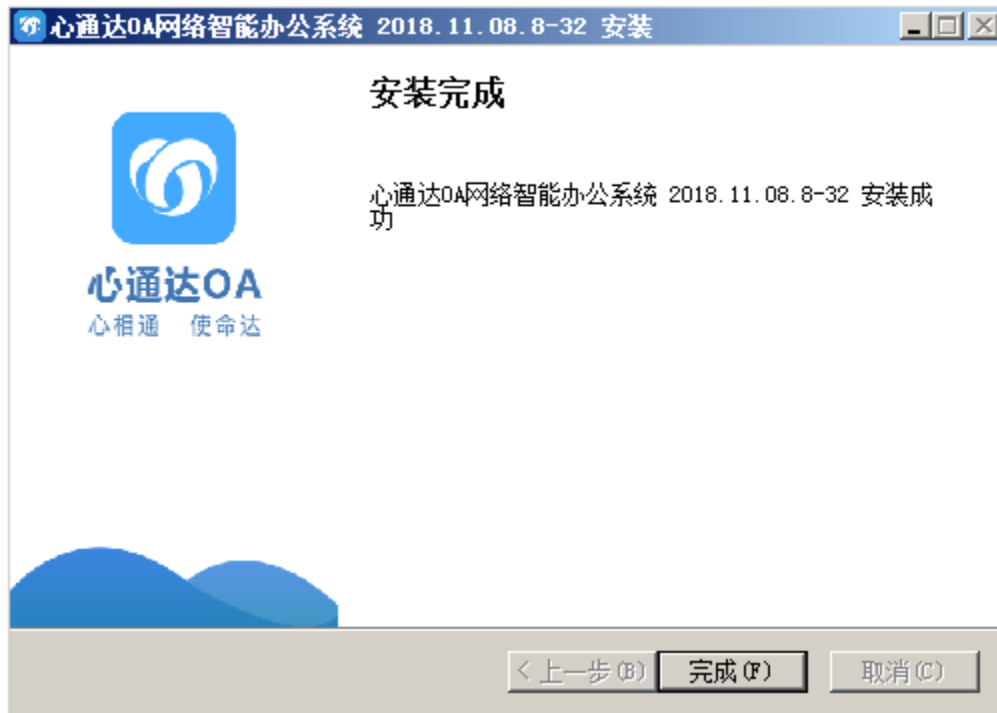 心通达OA网络智能办公系统 2018.11.08.8-32 安装
安装完成
心通达OA网络智能办公系统 2018.11.08.8-32 安装成
功
心通达OA
心相通 使命达
< 上一步(B)
完成(F)
取消(C)